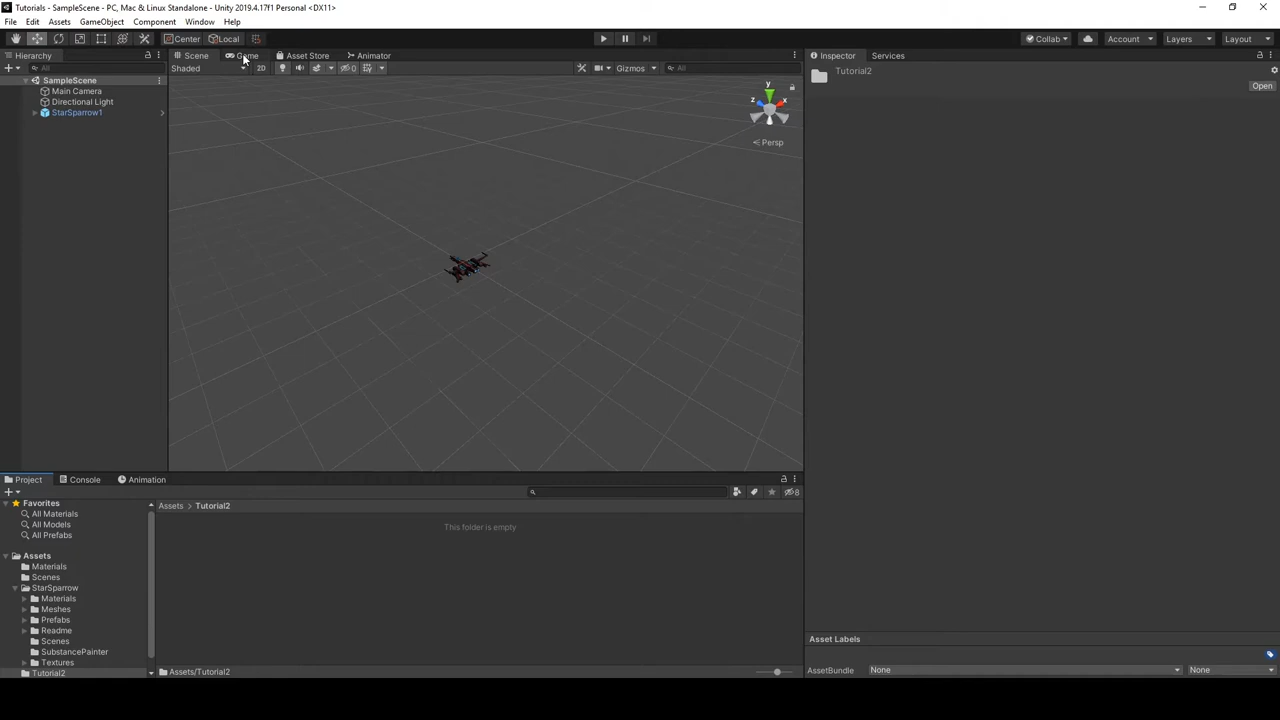 Tutorials - SampleScene - PC, Mac & Linux Standalone - Unity 2019.4.17f1 Personal <DX11>
File Edit Assets GameObject Component Window Help
Center Local Collab Account Layers Layout
Hierarchy
All
SampleScene
Main Camera
Directional Light
StarSparrow1
Scene Game Asset Store Animator
Shaded 2D 0 Gizmos All
y
z x
Persp
Inspector Services
Tutorial2
Open
Project Console Animation
8
Favorites
All Materials
All Models
All Prefabs
Assets
Materials
Scenes
StarSparrow
Materials
Meshes
Prefabs
Readme
Scenes
SubstancePainter
Textures
Tutorial2
Assets > Tutorial2
This folder is empty
Assets/Tutorial2
Asset Labels
AssetBundle None None